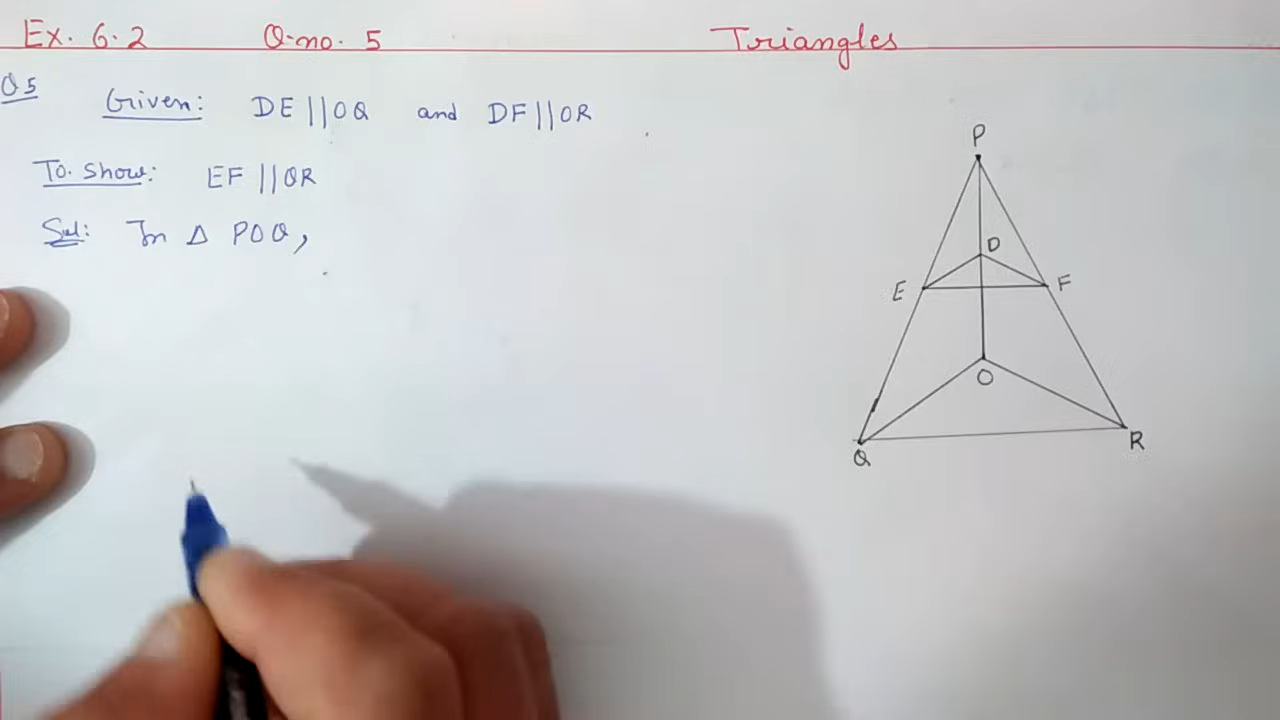 Ex. 6.2 Q.no. 5 Triangles
Q5 Given: DE || OQ and DF || OR
To show: EF || QR
Sol: In Δ POQ,
P
D
E F
O
Q R